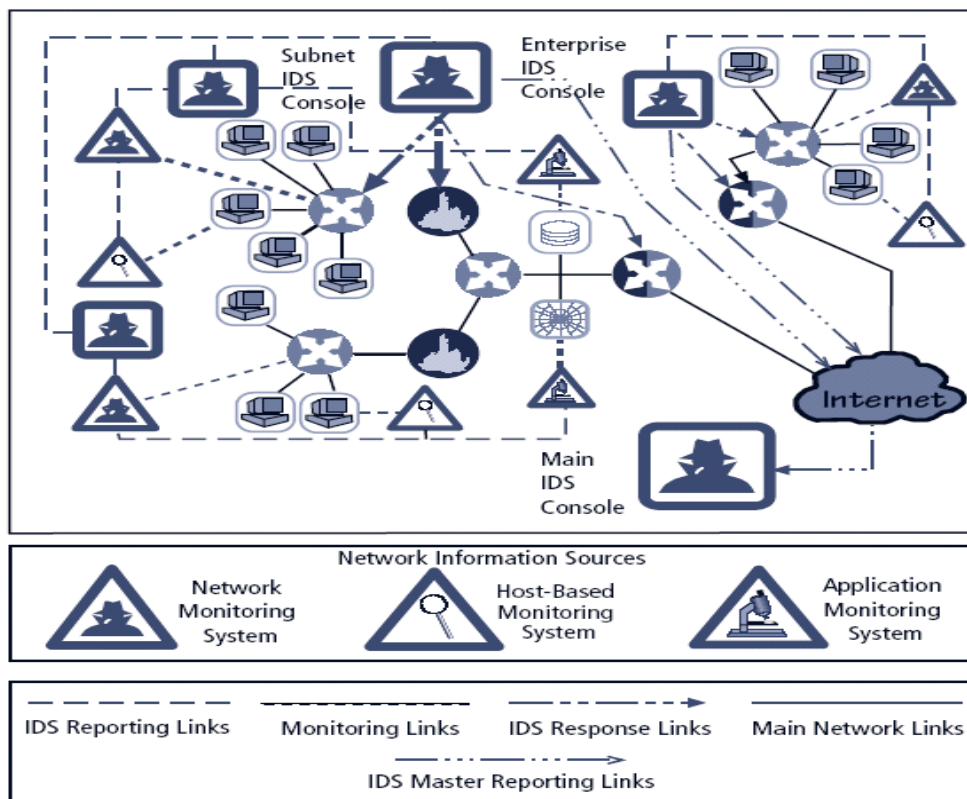 Subnet
IDS
Console
Enterprise
IDS
Console
Internet
Main
IDS
Console
Network Information Sources
Network
Monitoring
System
Host-Based
Monitoring
System
Application
Monitoring
System
IDS Reporting Links
Monitoring Links
IDS Response Links
Main Network Links
IDS Master Reporting Links